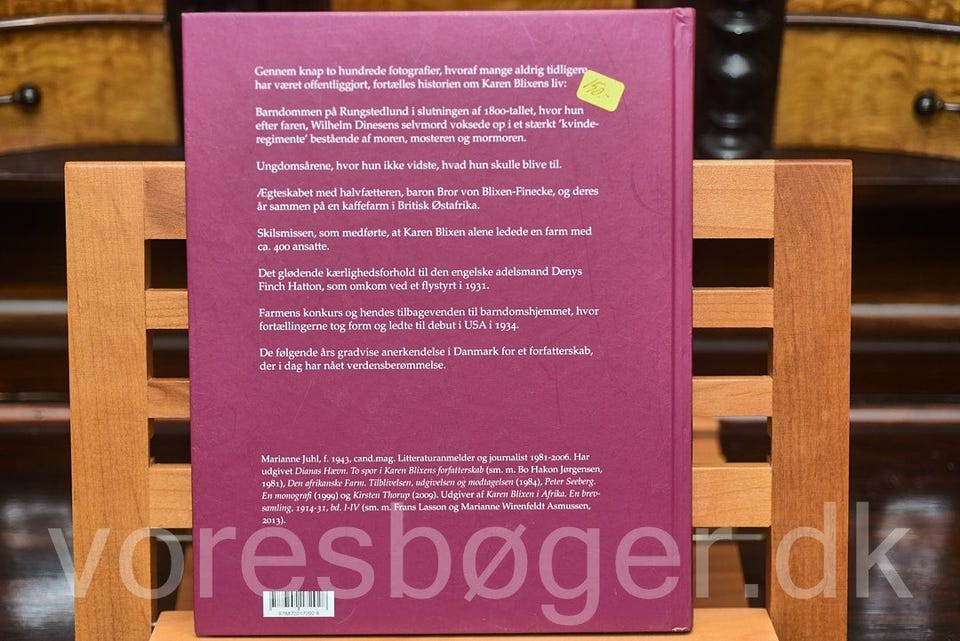 Gennem knap to hundrede fotografier, hvoraf mange aldrig tidligere
har været offentliggjort, fortælles historien om Karen Blixens liv:
150.-
Barndommen på Rungstedlund i slutningen af 1800-tallet, hvor hun
efter faren, Wilhelm Dinesens selvmord voksede op i et stærkt 'kvinde-
regimente' bestående af moren, mosteren og mormoren.
Ungdomsårene, hvor hun ikke vidste, hvad hun skulle blive til.
Ægteskabet med halvfætteren, baron Bror von Blixen-Finecke, og deres
år sammen på en kaffefarm i Britisk Østafrika.
Skilsmissen, som medførte, at Karen Blixen alene ledede en farm med
ca. 400 ansatte.
Det glødende kærlighedsforhold til den engelske adelsmand Denys
Finch Hatton, som omkom ved et flystyrt i 1931.
Farmens konkurs og hendes tilbagevenden til barndomshjemmet, hvor
fortællingerne tog form og ledte til debut i USA i 1934.
De følgende års gradvise anerkendelse i Danmark for et forfatterskab,
der i dag har nået verdensberømmelse.
Marianne Juhl, f. 1943, cand.mag. Litteraturanmelder og journalist 1981-2006. Har
udgivet Dianas Hævn. To spor i Karen Blixens forfatterskab (sm. m. Bo Hakon Jørgensen,
1981), Den afrikanske Farm. Tilblivelsen, udgivelsen og modtagelsen (1984), Peter Seeberg.
En monografi (1999) og Kirsten Thorup (2009). Udgiver af Karen Blixen i Afrika. En brev-
samling, 1914-31, bd. I-IV (sm. m. Frans Lasson og Marianne Wirenfeldt Asmussen,
2013).
voresbøger.dk